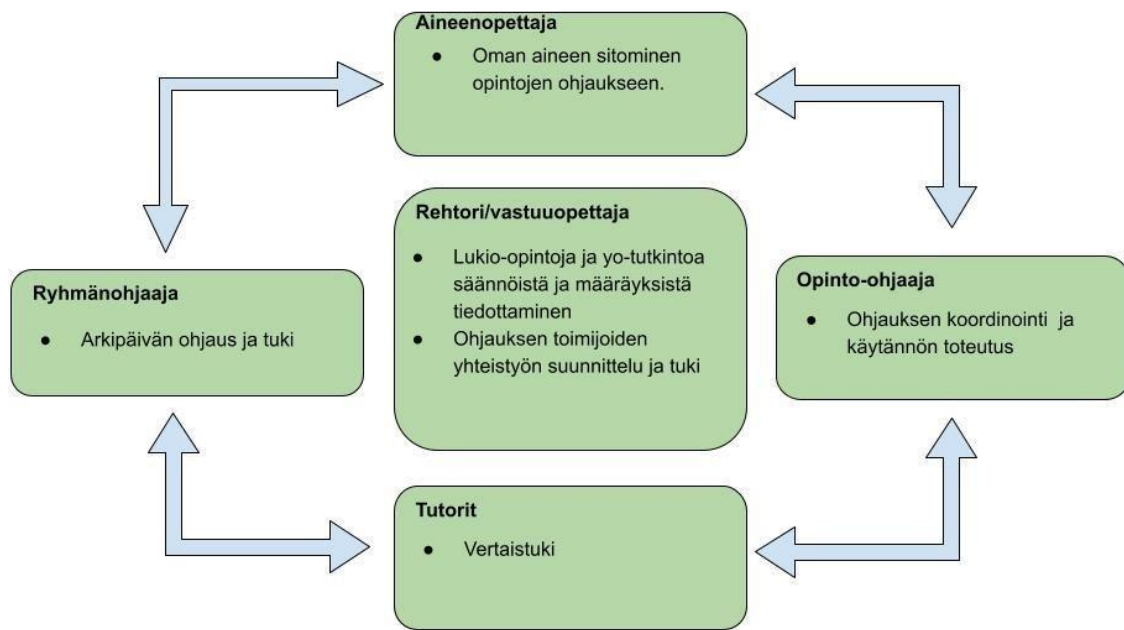 Aineenopettaja
● Oman aineen sitominen
opintojen ohjaukseen.
Rehtori/vastuuopettaja
● Lukio-opintoja ja yo-tutkintoa
säännöistä ja määräyksistä
tiedottaminen
● Ohjauksen toimijoiden
yhteistyön suunnittelu ja tuki
Ryhmänohjaaja
● Arkipäivän ohjaus ja tuki
Opinto-ohjaaja
● Ohjauksen koordinointi ja
käytännön toteutus
Tutorit
● Vertaistuki